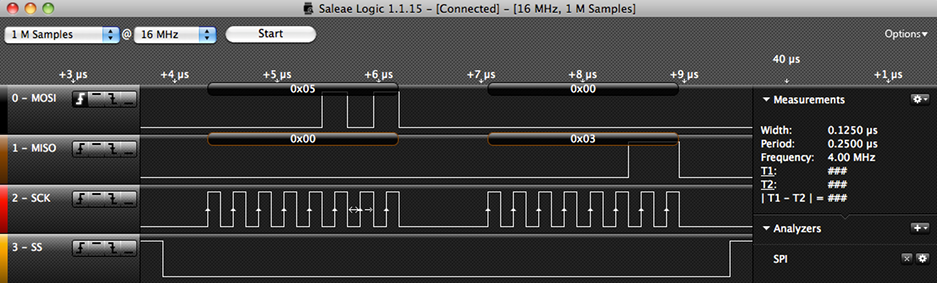 Saleae Logic 1.1.15 – [Connected] – [16 MHz, 1 M Samples]
1 M Samples @ 16 MHz Start Options▾
40 μs
+3 μs +4 μs +5 μs +6 μs +7 μs +8 μs +9 μs +1 μs
0 – MOSI 0x05 0x00
1 – MISO 0x00 0x03
2 – SCK
3 – SS
▾ Measurements
Width: 0.1250 μs
Period: 0.2500 μs
Frequency: 4.00 MHz
T1: ###
T2: ###
| T1 – T2 | = ###
▾ Analyzers
SPI